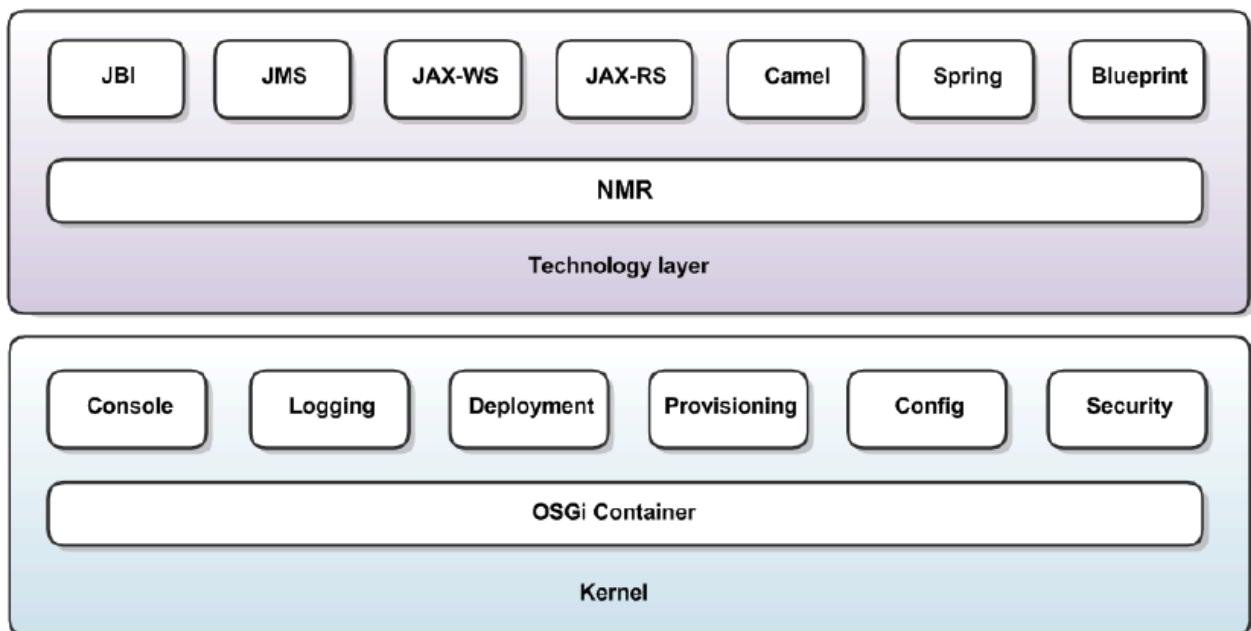 JBI JMS JAX-WS JAX-RS Camel Spring Blueprint
NMR
Technology layer
Console Logging Deployment Provisioning Config Security
OSGi Container
Kernel